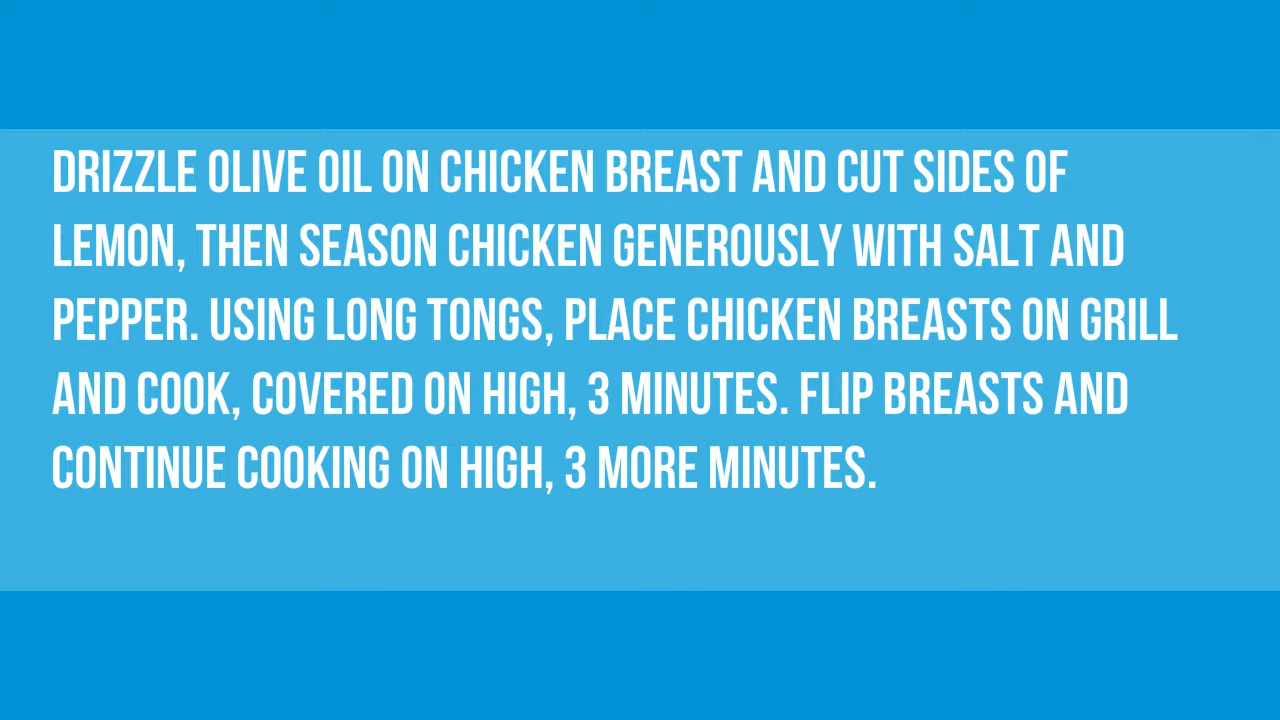 DRIZZLE OLIVE OIL ON CHICKEN BREAST AND CUT SIDES OF
LEMON, THEN SEASON CHICKEN GENEROUSLY WITH SALT AND
PEPPER. USING LONG TONGS, PLACE CHICKEN BREASTS ON GRILL
AND COOK, COVERED ON HIGH, 3 MINUTES. FLIP BREASTS AND
CONTINUE COOKING ON HIGH, 3 MORE MINUTES.